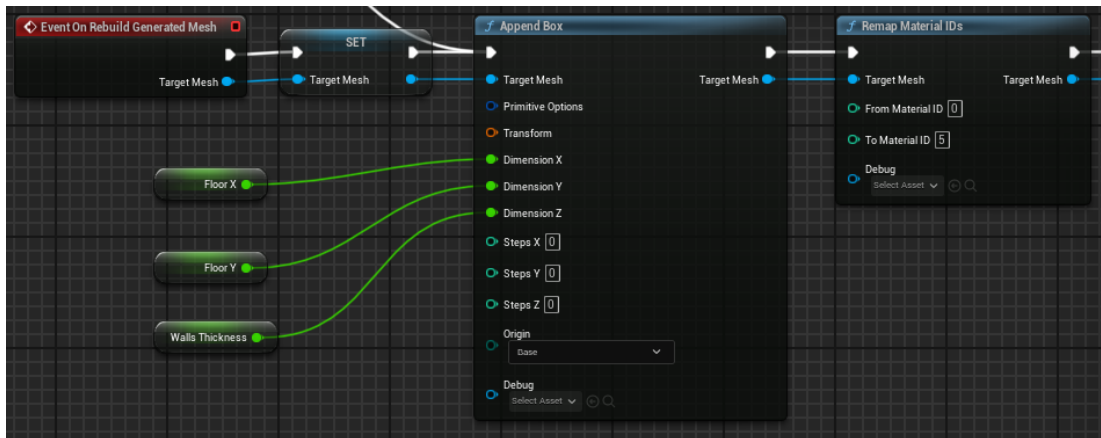 Event On Rebuild Generated Mesh
Target Mesh
SET
Target Mesh
Floor X
Floor Y
Walls Thickness
f Append Box
Target Mesh Target Mesh
Primitive Options
Transform
Dimension X
Dimension Y
Dimension Z
Steps X 0
Steps Y 0
Steps Z 0
Origin
Base
Debug
Select Asset
f Remap Material IDs
Target Mesh Target Mesh
From Material ID 0
To Material ID 5
Debug
Select Asset